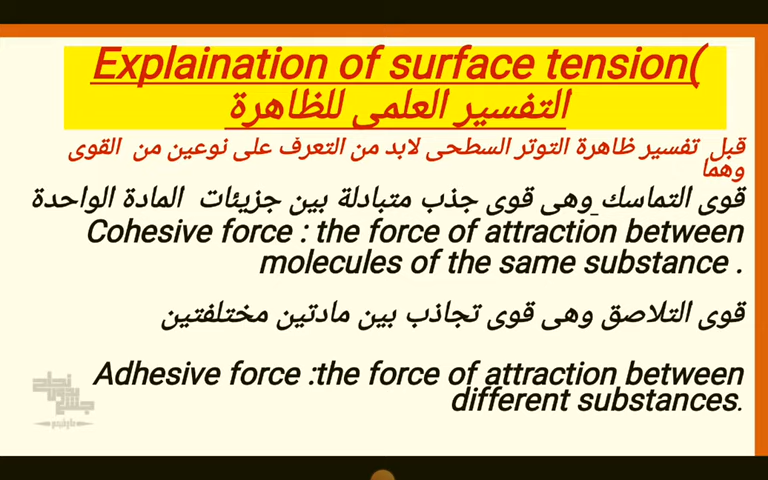 Explaination of surface tension(
التفسير العلمى للظاهرة
قبل تفسير ظاهرة التوتر السطحى لابد من التعرف على نوعين من القوى
وهما
قوى التماسك وهى قوى جذب متبادلة بين جزيئات المادة الواحدة
Cohesive force : the force of attraction between
molecules of the same substance .
قوى التلاصق وهى قوى تجاذب بين مادتين مختلفتين
Adhesive force :the force of attraction between
different substances.